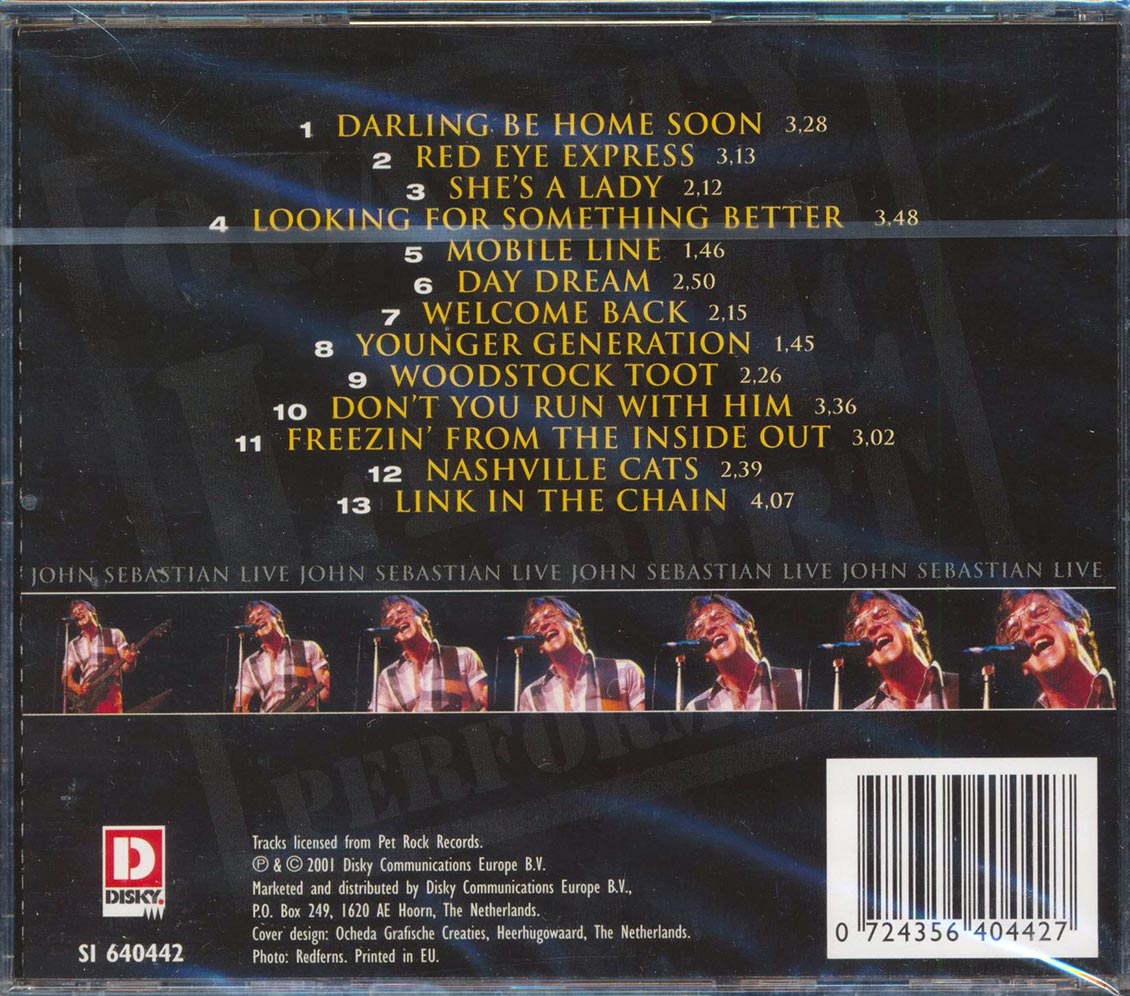 1 DARLING BE HOME SOON 3,28
2 RED EYE EXPRESS 3,13
3 SHE'S A LADY 2,12
4 LOOKING FOR SOMETHING BETTER 3,48
5 MOBILE LINE 1,46
6 DAY DREAM 2,50
7 WELCOME BACK 2,15
8 YOUNGER GENERATION 1,45
9 WOODSTOCK TOOT 2,26
10 DON'T YOU RUN WITH HIM 3,36
11 FREEZIN' FROM THE INSIDE OUT 3,02
12 NASHVILLE CATS 2,39
13 LINK IN THE CHAIN 4,07
JOHN SEBASTIAN LIVE JOHN SEBASTIAN LIVE JOHN SEBASTIAN LIVE JOHN SEBASTIAN LIVE
D
DISKY.
SI 640442
Tracks licensed from Pet Rock Records.
℗ & © 2001 Disky Communications Europe B.V.
Marketed and distributed by Disky Communications Europe B.V.,
P.O. Box 249, 1620 AE Hoorn, The Netherlands.
Cover design: Ocheda Grafische Creaties, Heerhugowaard, The Netherlands.
Photo: Redferns. Printed in EU.
0 724356 404427